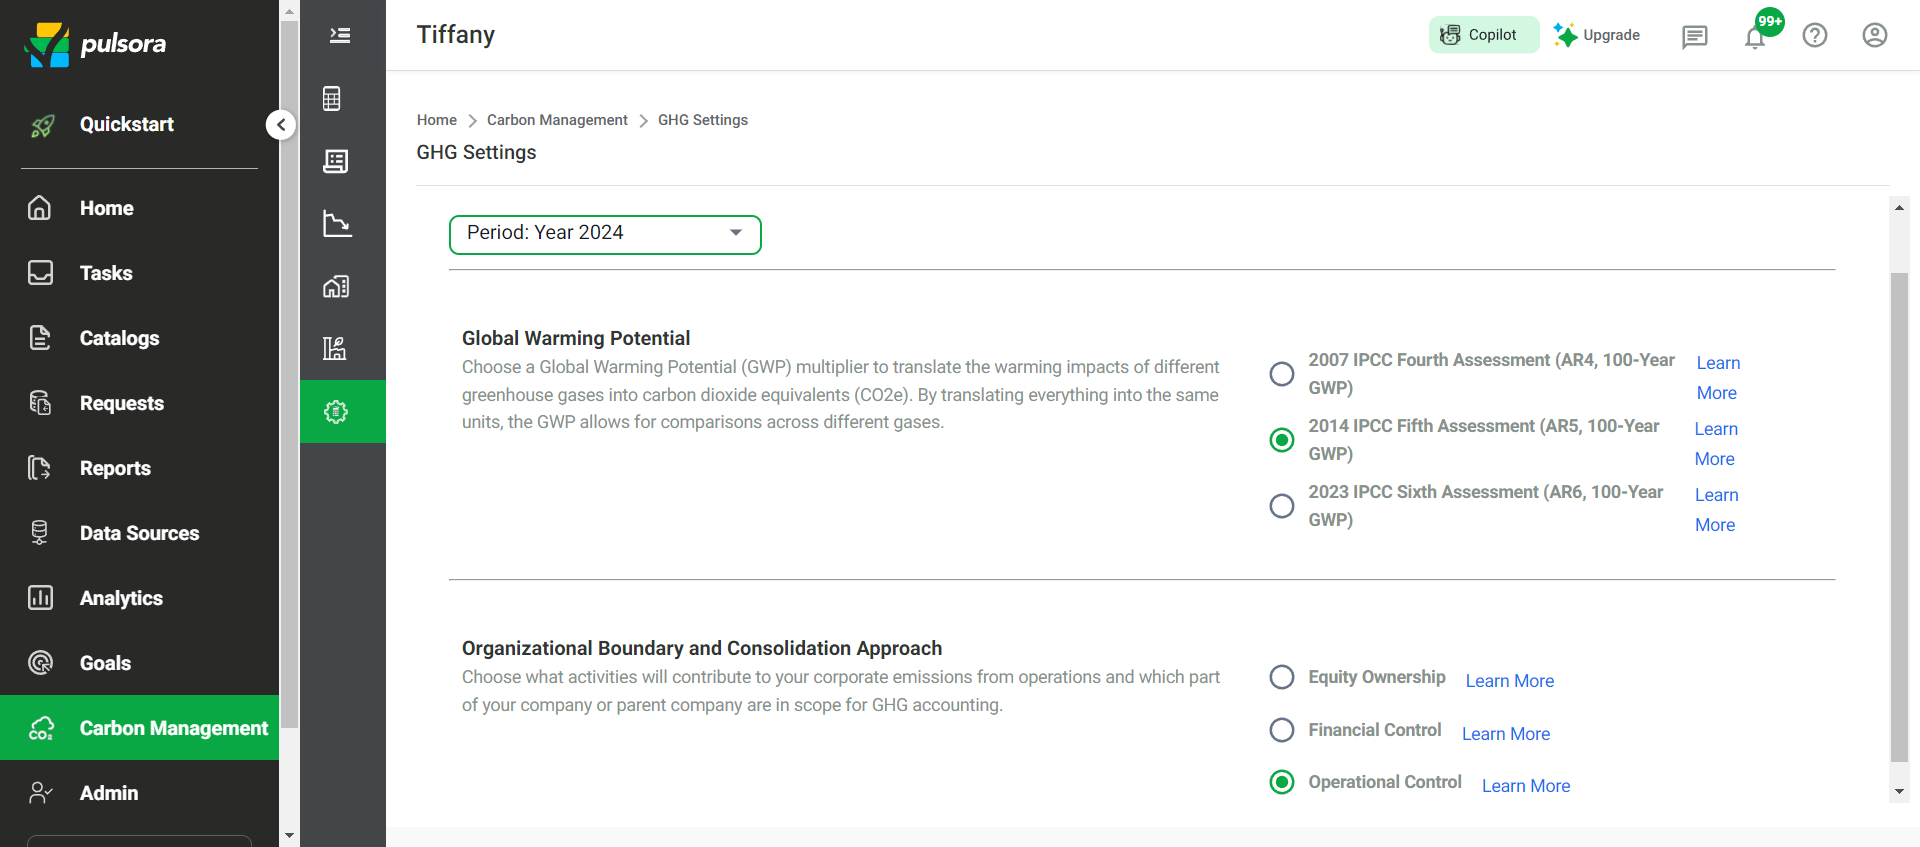 pulsora
Quickstart
Home
Tasks
Catalogs
Requests
Reports
Data Sources
Analytics
Goals
CO₂
Carbon Management
Admin
Tiffany
Copilot
Upgrade
99+
Home > Carbon Management > GHG Settings
GHG Settings
Period: Year 2024
Global Warming Potential
Choose a Global Warming Potential (GWP) multiplier to translate the warming impacts of different
greenhouse gases into carbon dioxide equivalents (CO2e). By translating everything into the same
units, the GWP allows for comparisons across different gases.
2007 IPCC Fourth Assessment (AR4, 100-Year
GWP)
Learn
More
2014 IPCC Fifth Assessment (AR5, 100-Year
GWP)
Learn
More
2023 IPCC Sixth Assessment (AR6, 100-Year
GWP)
Learn
More
Organizational Boundary and Consolidation Approach
Choose what activities will contribute to your corporate emissions from operations and which part
of your company or parent company are in scope for GHG accounting.
Equity Ownership Learn More
Financial Control Learn More
Operational Control Learn More